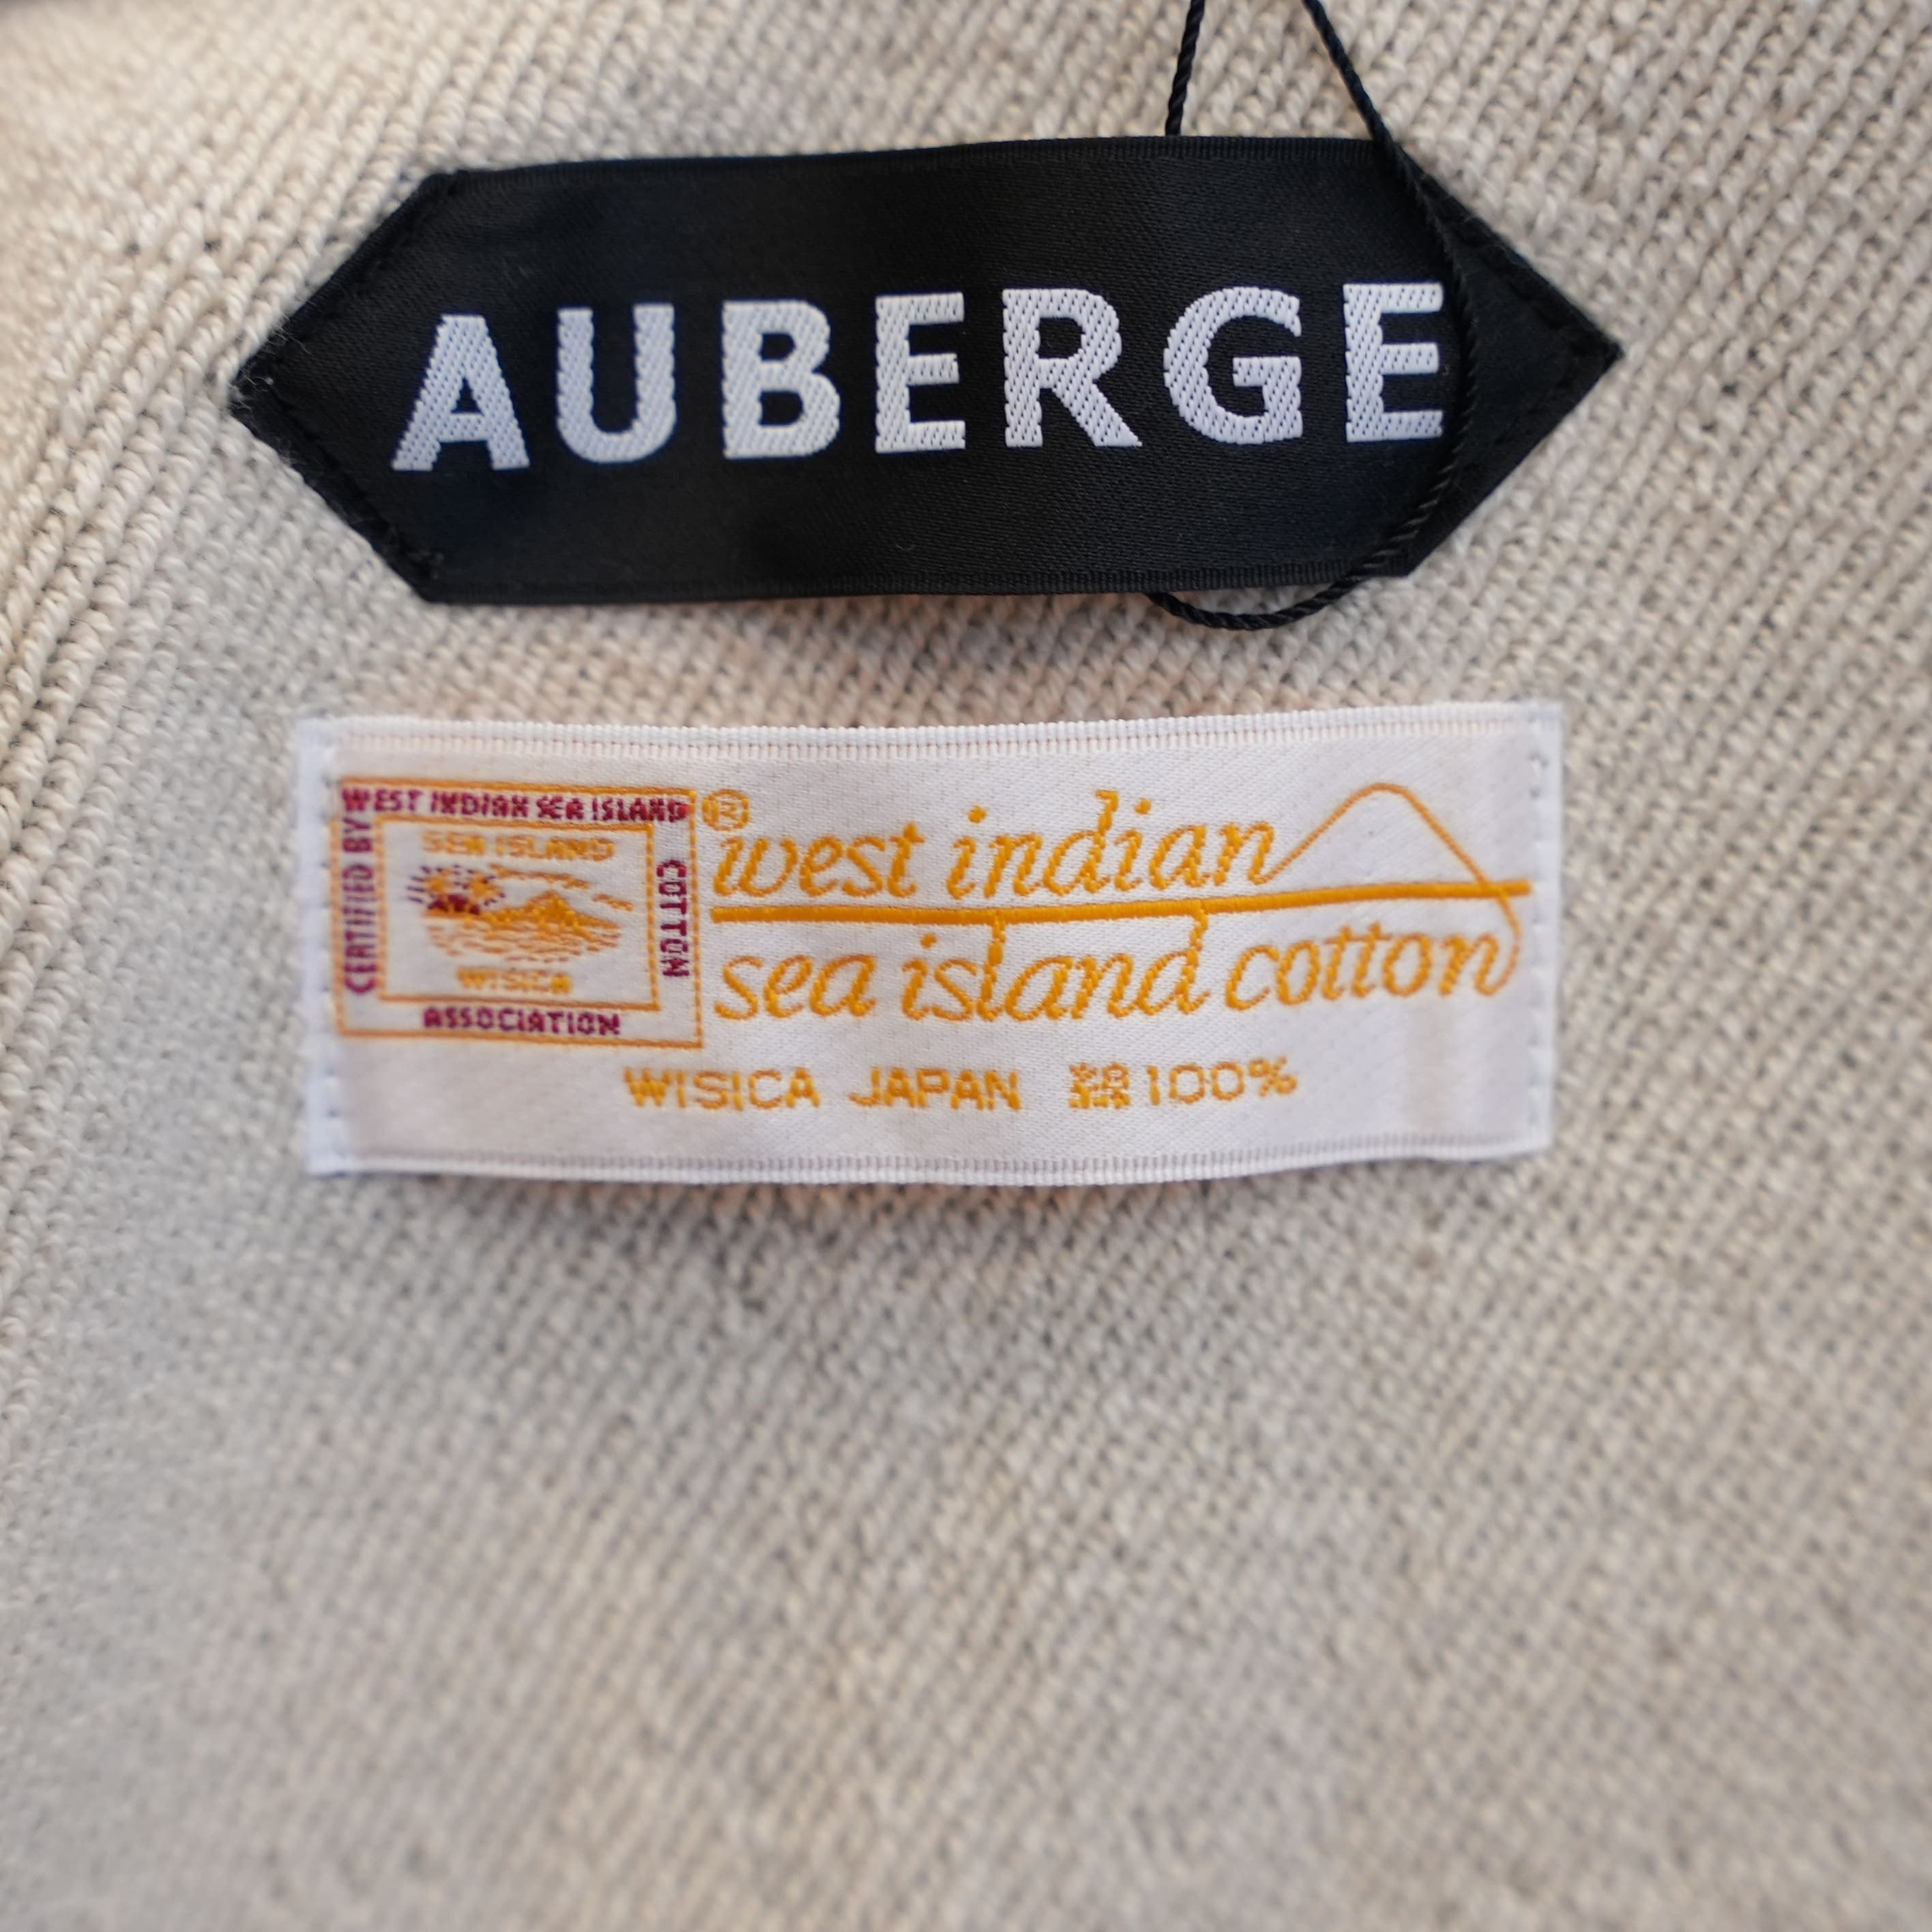 AUBERGE
CERTIFIED BY
WEST INDIAN SEA ISLAND
COTTON
ASSOCIATION
SEA ISLAND
WISICA
®
west indian
sea island cotton
WISICA JAPAN 綿100%